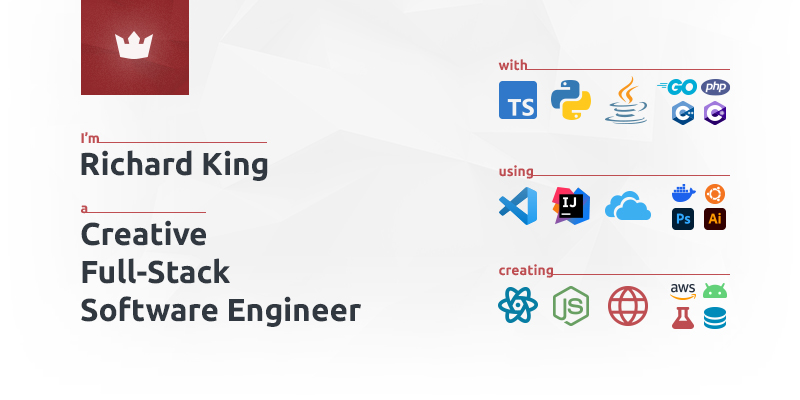 I'm
Richard King
a
Creative
Full-Stack
Software Engineer
with
TS
GO
php
C++
C
using
IJ
Ps
Ai
creating
JS
aws